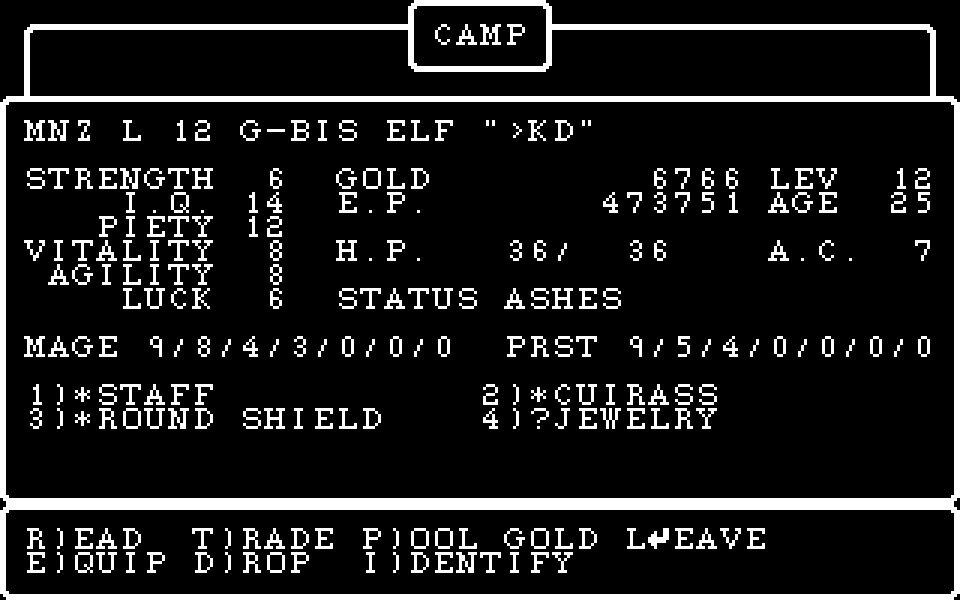 CAMP
MNZ L 12 G-BIS ELF ">KD"
STRENGTH 6 GOLD 6766 LEV 12
I.Q. 14 E.P. 473751 AGE 25
PIETY 12
VITALITY 8 H.P. 36/ 36 A.C. 7
AGILITY 8
LUCK 6 STATUS ASHES
MAGE 9/8/4/3/0/0/0 PRST 9/5/4/0/0/0/0
1)*STAFF 2)*CUIRASS
3)*ROUND SHIELD 4)?JEWELRY
R)EAD T)RADE P)OOL GOLD L↵EAVE
E)QUIP D)ROP I)DENTIFY